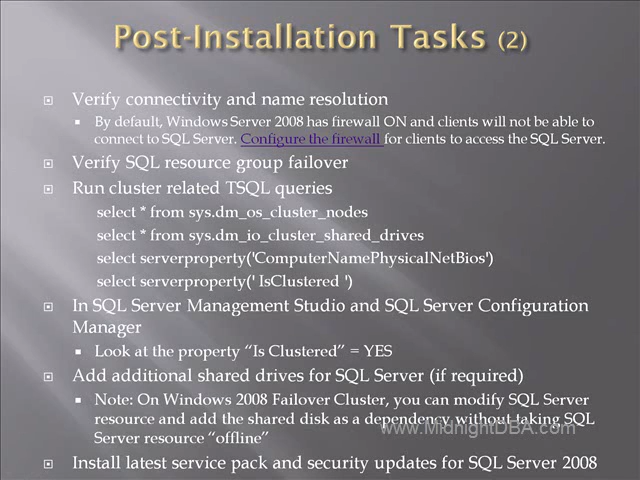 Post-Installation Tasks (2)
Verify connectivity and name resolution
By default, Windows Server 2008 has firewall ON and clients will not be able to
connect to SQL Server. Configure the firewall for clients to access the SQL Server.
Verify SQL resource group failover
Run cluster related TSQL queries
select * from sys.dm_os_cluster_nodes
select * from sys.dm_io_cluster_shared_drives
select serverproperty('ComputerNamePhysicalNetBios')
select serverproperty(' IsClustered ')
In SQL Server Management Studio and SQL Server Configuration
Manager
Look at the property “Is Clustered” = YES
Add additional shared drives for SQL Server (if required)
Note: On Windows 2008 Failover Cluster, you can modify SQL Server
resource and add the shared disk as a dependency without taking SQL
Server resource “offline”
www.MidnightDBA.com
Install latest service pack and security updates for SQL Server 2008